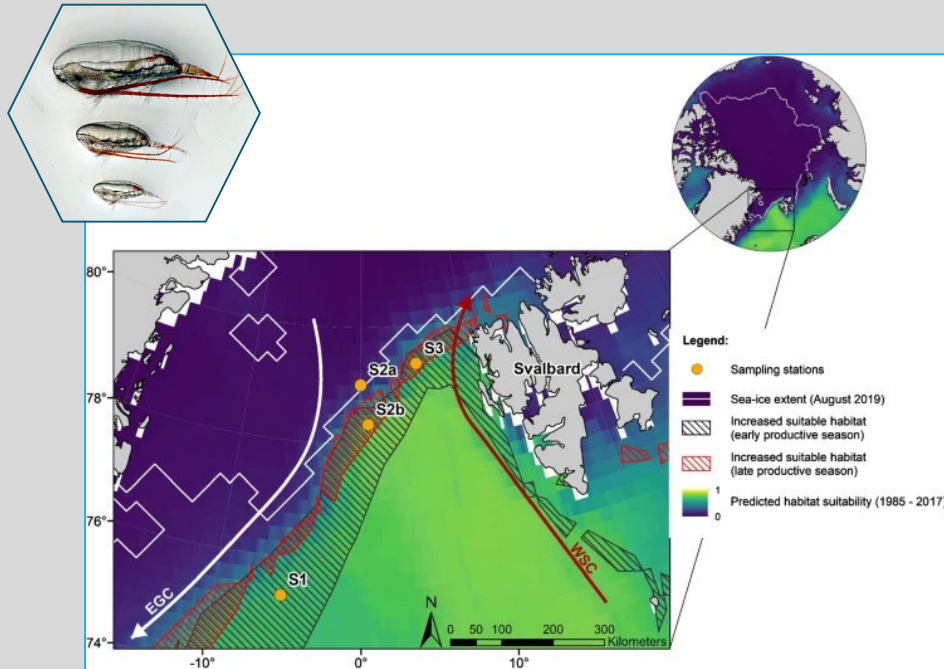 80°
78°
76°
74°
-10°
0°
10°
S3
S2a
S2b
S1
Svalbard
EGC
WSC
N
0 50 100 200 300
Kilometers
Legend:
Sampling stations
Sea-ice extent (August 2019)
Increased suitable habitat
(early productive season)
Increased suitable habitat
(late productive season)
1
Predicted habitat suitability (1985 - 2017)
0